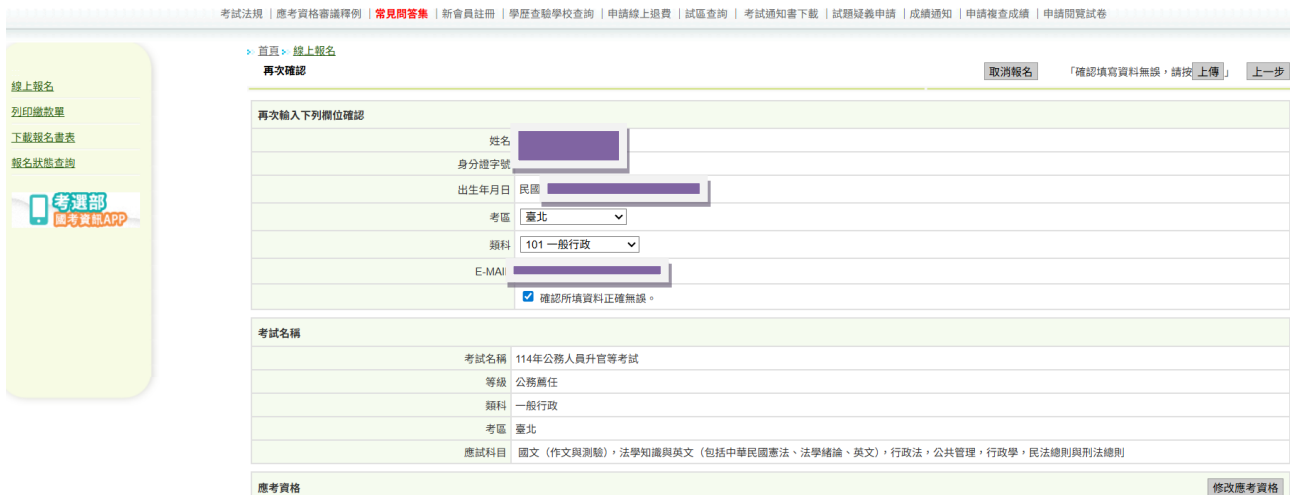 考試法規 | 應考資格審議釋例 | 常見問答集 | 新會員註冊 | 學歷查驗學校查詢 | 申請線上退費 | 試區查詢 | 考試通知書下載 | 試題疑義申請 | 成績通知 | 申請複查成績 | 申請閱覽試卷
首頁 線上報名
再次確認 取消報名 「確認填寫資料無誤，請按 上傳 」 上一步
線上報名
列印繳款單
下載報名書表
報名狀態查詢
考選部
國考資訊APP
再次輸入下列欄位確認
姓名
身分證字號
出生年月日 民國
考區 臺北
類科 101 一般行政
E-MAIL
確認所填資料正確無誤。
考試名稱
考試名稱 114年公務人員升官等考試
等級 公務薦任
類科 一般行政
考區 臺北
應試科目 國文（作文與測驗），法學知識與英文（包括中華民國憲法、法學緒論、英文），行政法，公共管理，行政學，民法總則與刑法總則
應考資格 修改應考資格